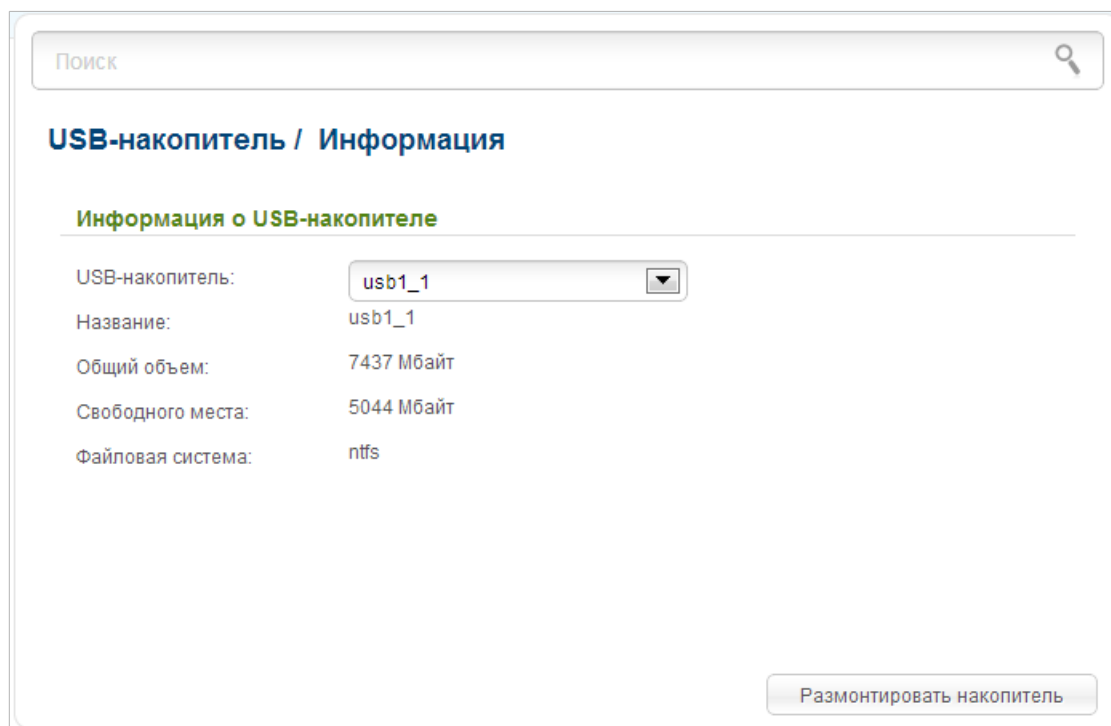 Поиск
USB-накопитель / Информация
Информация о USB-накопителе
USB-накопитель: usb1_1
Название: usb1_1
Общий объем: 7437 Мбайт
Свободного места: 5044 Мбайт
Файловая система: ntfs
Размонтировать накопитель